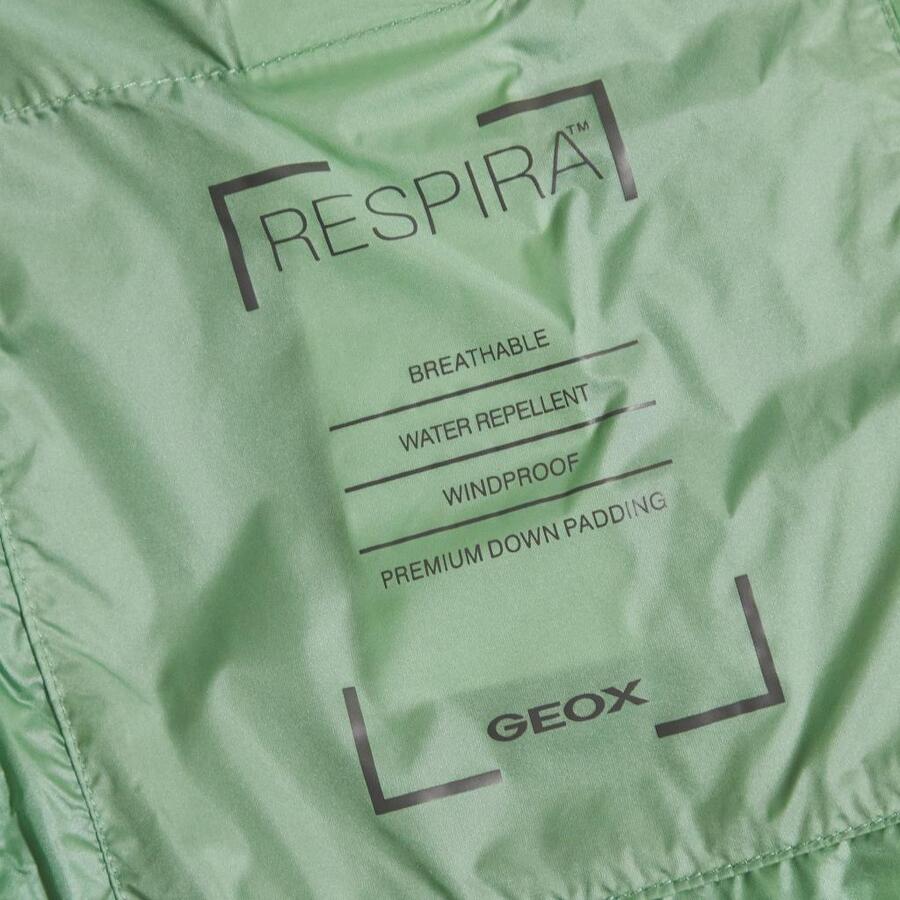 RESPIRA™
BREATHABLE
WATER REPELLENT
WINDPROOF
PREMIUM DOWN PADDING
GEOX